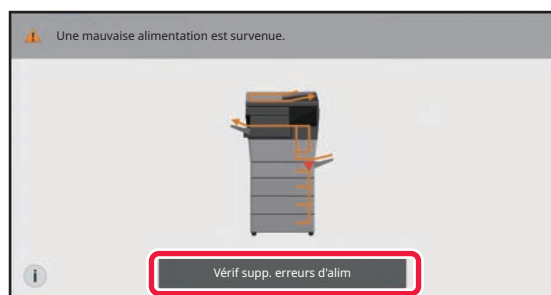 Une mauvaise alimentation est survenue.
i
Vérif supp. erreurs d'alim